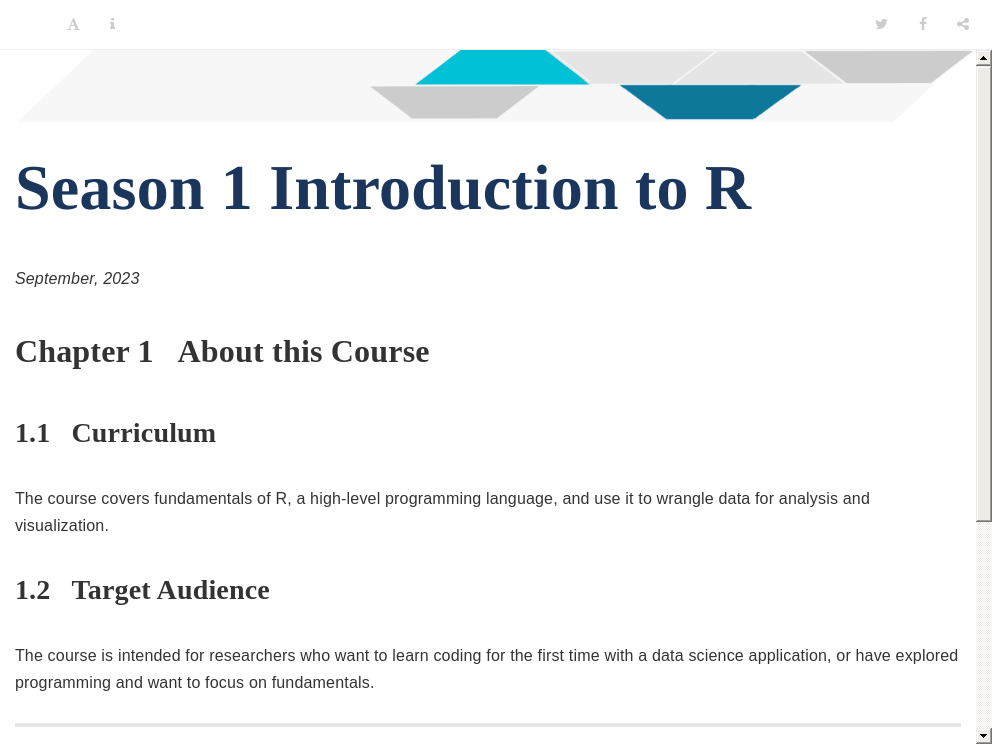 Season 1 Introduction to R
September, 2023
Chapter 1 About this Course
1.1 Curriculum
The course covers fundamentals of R, a high-level programming language, and use it to wrangle data for analysis and
visualization.
1.2 Target Audience
The course is intended for researchers who want to learn coding for the first time with a data science application, or have explored
programming and want to focus on fundamentals.